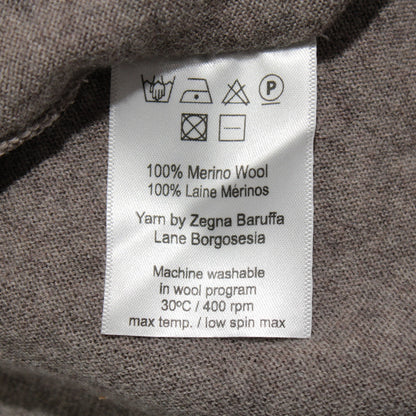 P
100% Merino Wool
100% Laine Mérinos
Yarn by Zegna Baruffa
Lane Borgosesia
Machine washable
in wool program
30ºC / 400 rpm
max temp. / low spin max